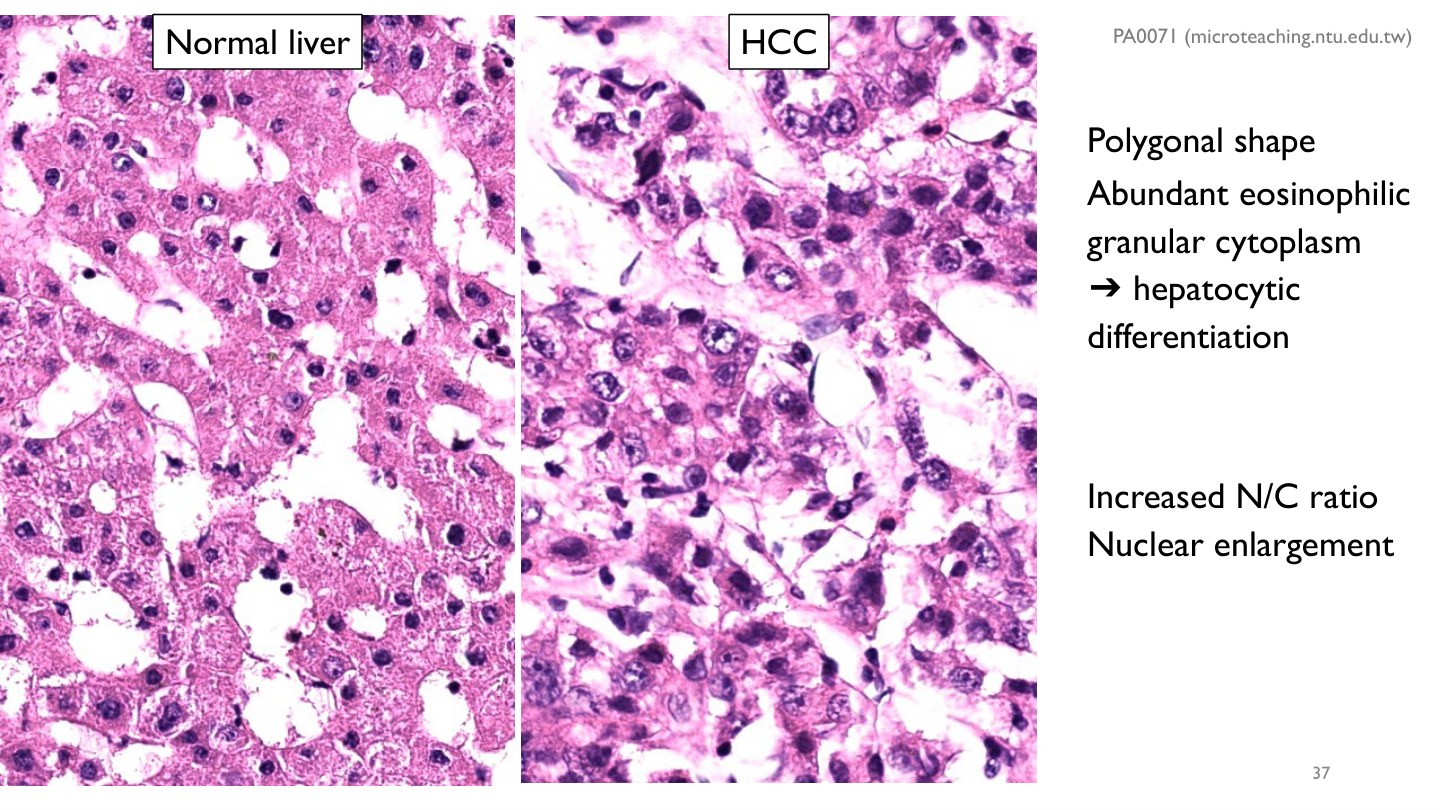 Normal liver
HCC
PA0071 (microteaching.ntu.edu.tw)
Polygonal shape
Abundant eosinophilic
granular cytoplasm
➔ hepatocytic
differentiation
Increased N/C ratio
Nuclear enlargement
37